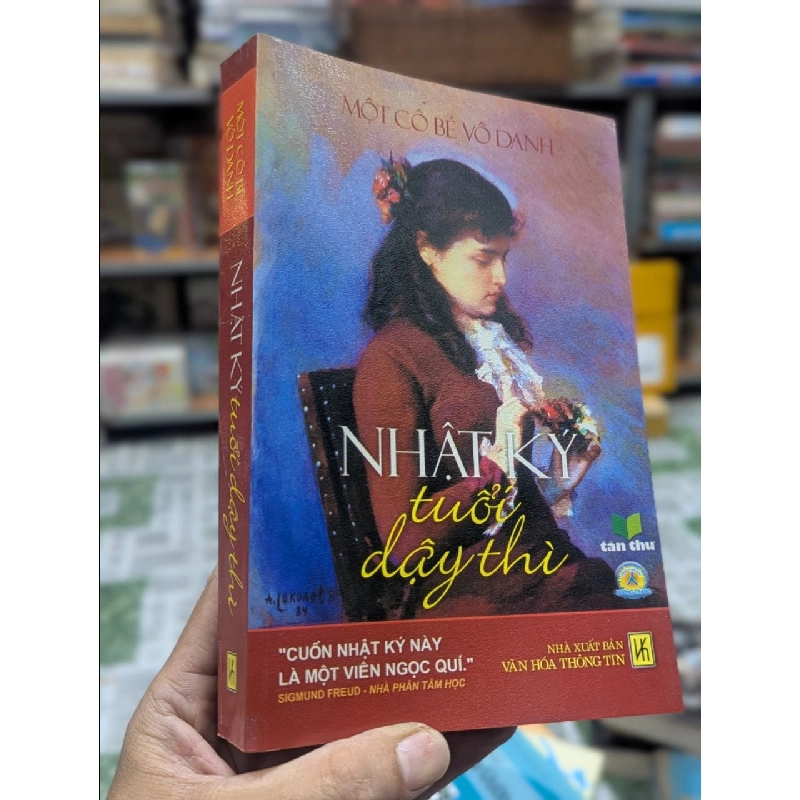 MỘT CÔ BÉ VÔ DANH
NHẬT KÝ
tuổi
dậy thì
tân thư
"CUỐN NHẬT KÝ NÀY
LÀ MỘT VIÊN NGỌC QUÍ."
SIGMUND FREUD - NHÀ PHÂN TÂM HỌC
NHÀ XUẤT BẢN
VĂN HÓA THÔNG TIN
MỘT CÔ BÉ
VÔ DANH
NHẬT KÝ tuổi dậy thì